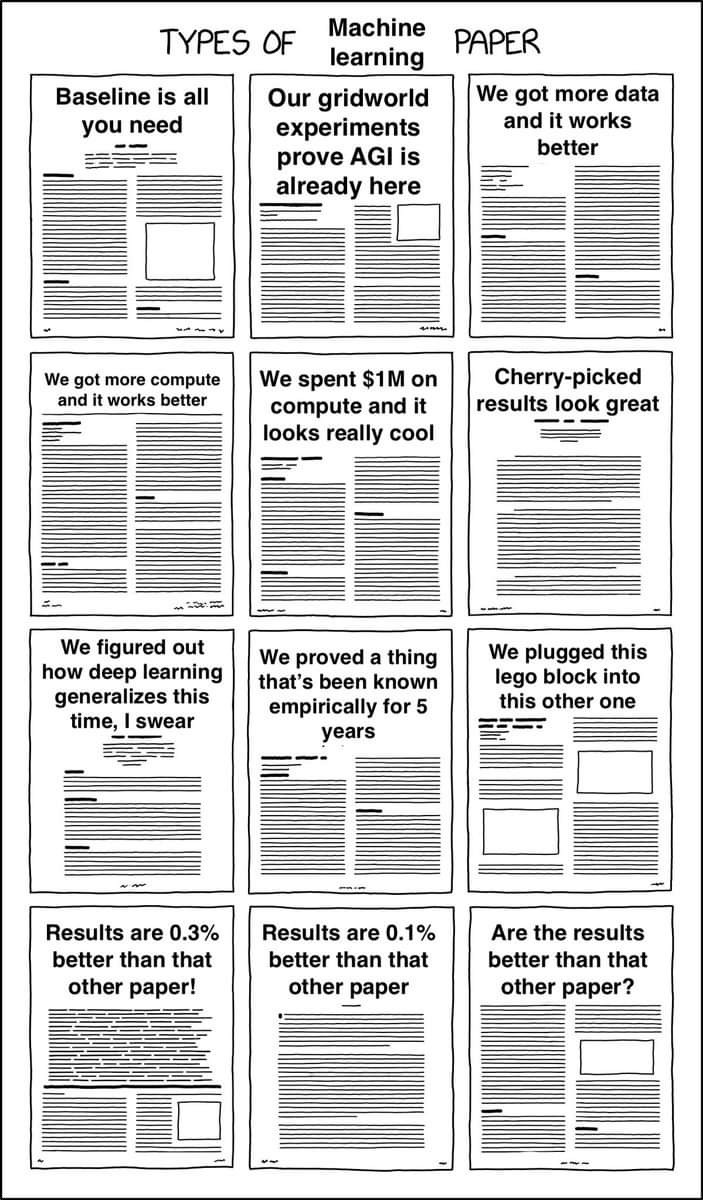 TYPES OF Machine learning PAPER
Baseline is all
you need
Our gridworld
experiments
prove AGI is
already here
We got more data
and it works
better
We got more compute
and it works better
We spent $1M on
compute and it
looks really cool
Cherry-picked
results look great
We figured out
how deep learning
generalizes this
time, I swear
We proved a thing
that's been known
empirically for 5
years
We plugged this
lego block into
this other one
Results are 0.3%
better than that
other paper!
Results are 0.1%
better than that
other paper
Are the results
better than that
other paper?